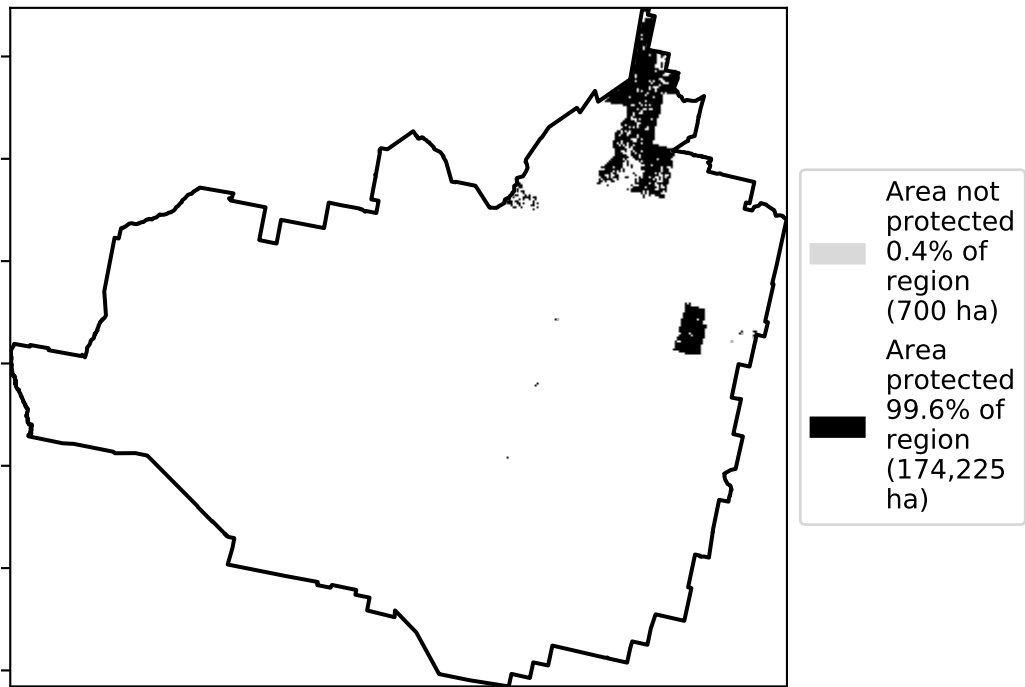 Area not
protected
0.4% of
region
(700 ha)
Area
protected
99.6% of
region
(174,225
ha)